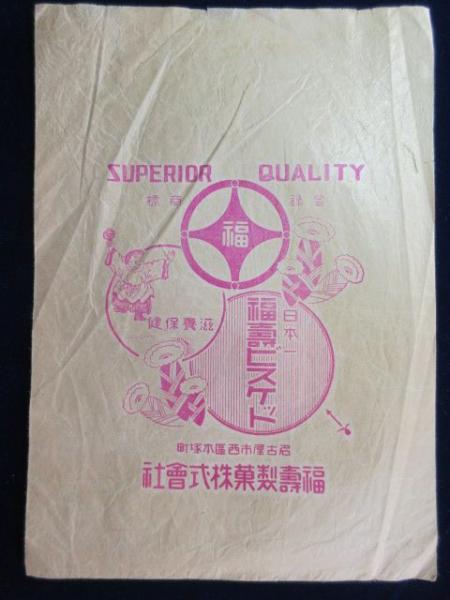 SUPERIOR QUALITY
登錄商標
福
滋養保健
日本一
福壽ビスケット
名古屋市西區本塚町
福壽製菓株式會社